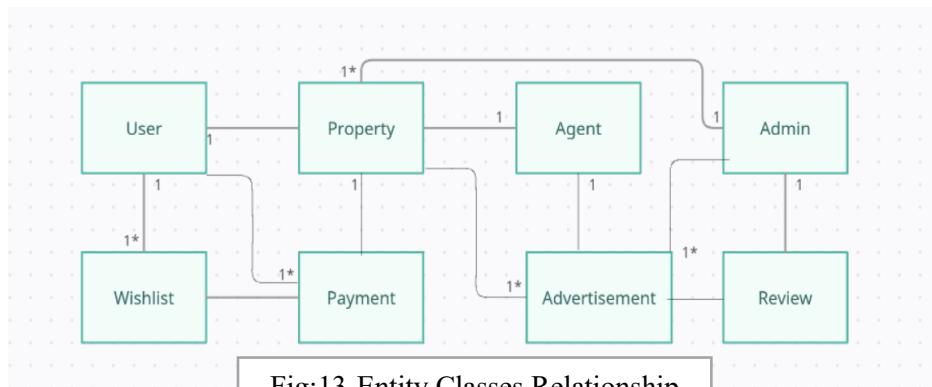 1*
User
Property
Agent
Admin
1
1
1
1
1
1
1
1*
1*
1*
1*
Wishlist
Payment
Advertisement
Review
Fig:13 Entity Classes Relationship